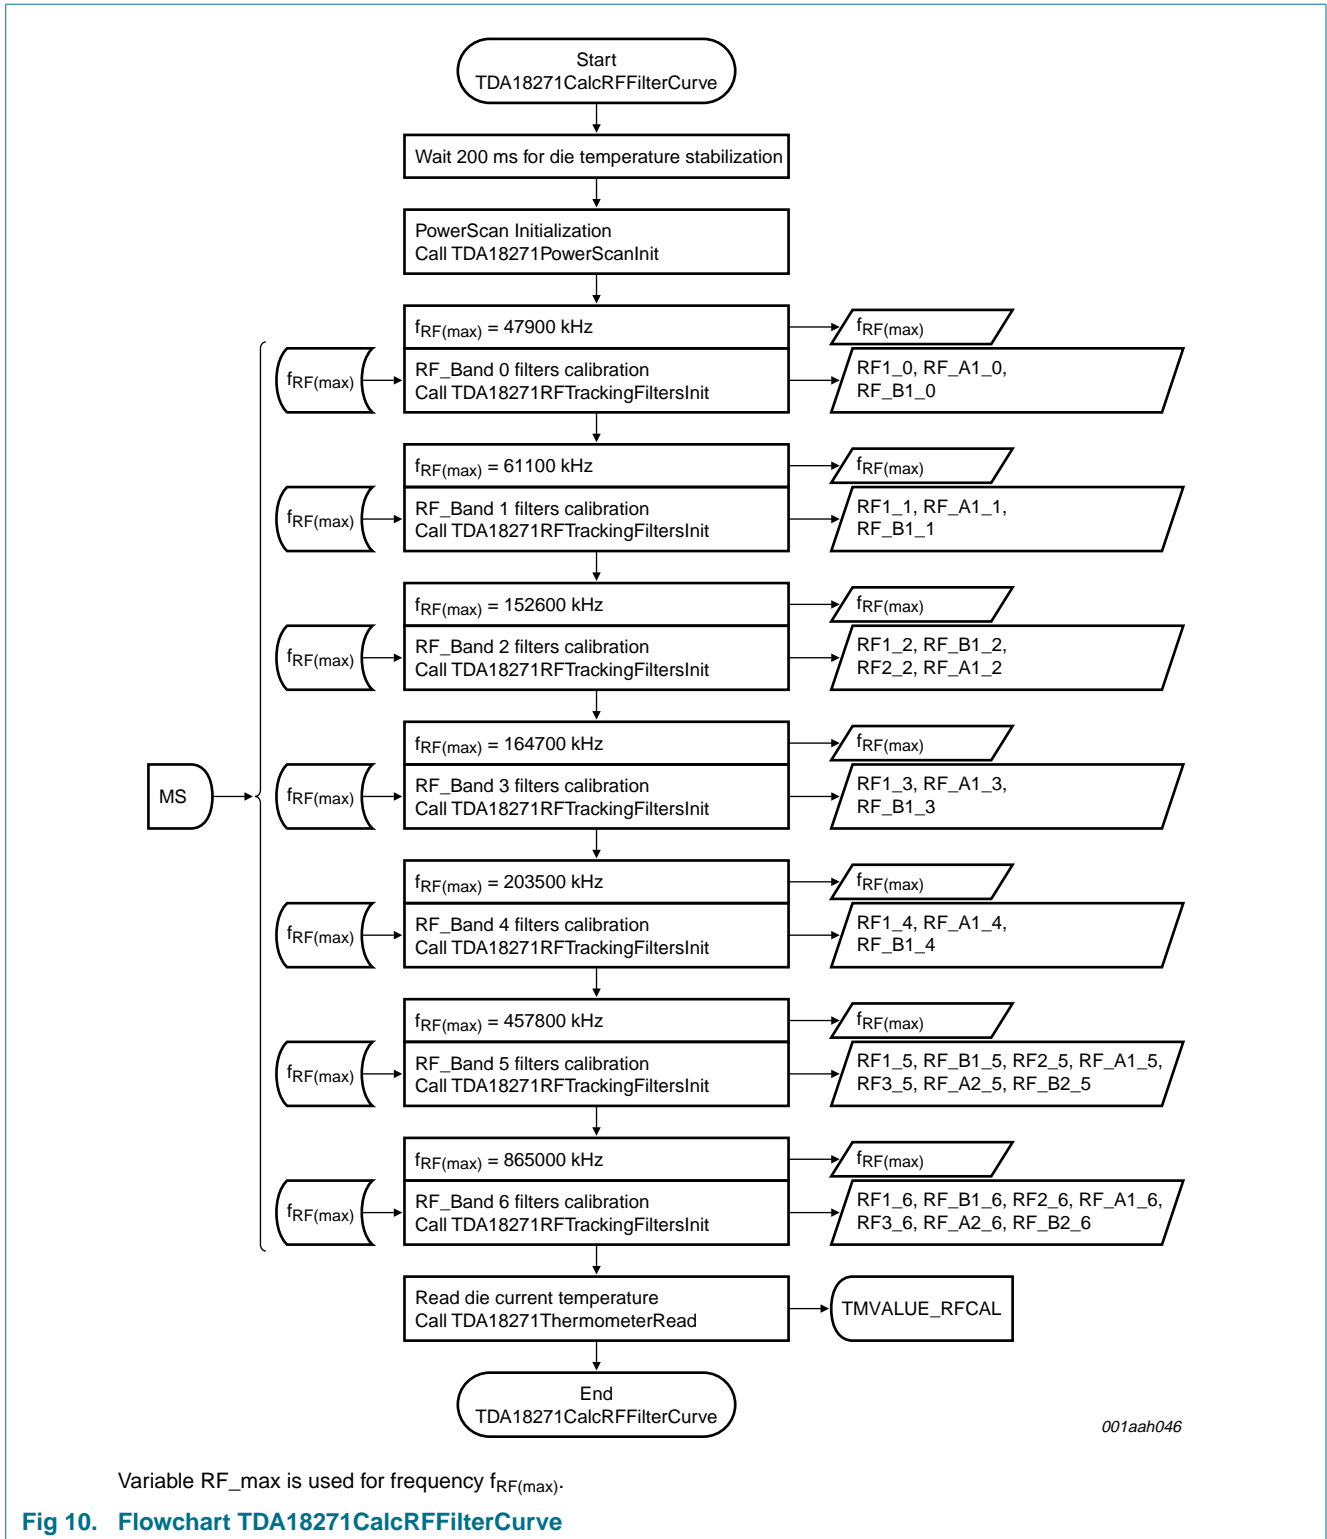 Start
TDA18271CalcRFFilterCurve
Wait 200 ms for die temperature stabilization
PowerScan Initialization
Call TDA18271PowerScanInit
fRF(max) = 47900 kHz
fRF(max)
fRF(max)
RF_Band 0 filters calibration
Call TDA18271RFTrackingFiltersInit
RF1_0, RF_A1_0,
RF_B1_0
fRF(max) = 61100 kHz
fRF(max)
fRF(max)
RF_Band 1 filters calibration
Call TDA18271RFTrackingFiltersInit
RF1_1, RF_A1_1,
RF_B1_1
fRF(max) = 152600 kHz
fRF(max)
fRF(max)
RF_Band 2 filters calibration
Call TDA18271RFTrackingFiltersInit
RF1_2, RF_B1_2,
RF2_2, RF_A1_2
fRF(max) = 164700 kHz
fRF(max)
MS
fRF(max)
RF_Band 3 filters calibration
Call TDA18271RFTrackingFiltersInit
RF1_3, RF_A1_3,
RF_B1_3
fRF(max) = 203500 kHz
fRF(max)
fRF(max)
RF_Band 4 filters calibration
Call TDA18271RFTrackingFiltersInit
RF1_4, RF_A1_4,
RF_B1_4
fRF(max) = 457800 kHz
fRF(max)
fRF(max)
RF_Band 5 filters calibration
Call TDA18271RFTrackingFiltersInit
RF1_5, RF_B1_5, RF2_5, RF_A1_5,
RF3_5, RF_A2_5, RF_B2_5
fRF(max) = 865000 kHz
fRF(max)
fRF(max)
RF_Band 6 filters calibration
Call TDA18271RFTrackingFiltersInit
RF1_6, RF_B1_6, RF2_6, RF_A1_6,
RF3_6, RF_A2_6, RF_B2_6
Read die current temperature
Call TDA18271ThermometerRead
TMVALUE_RFCAL
End
TDA18271CalcRFFilterCurve
001aah046
Variable RF_max is used for frequency fRF(max).
Fig 10. Flowchart TDA18271CalcRFFilterCurve